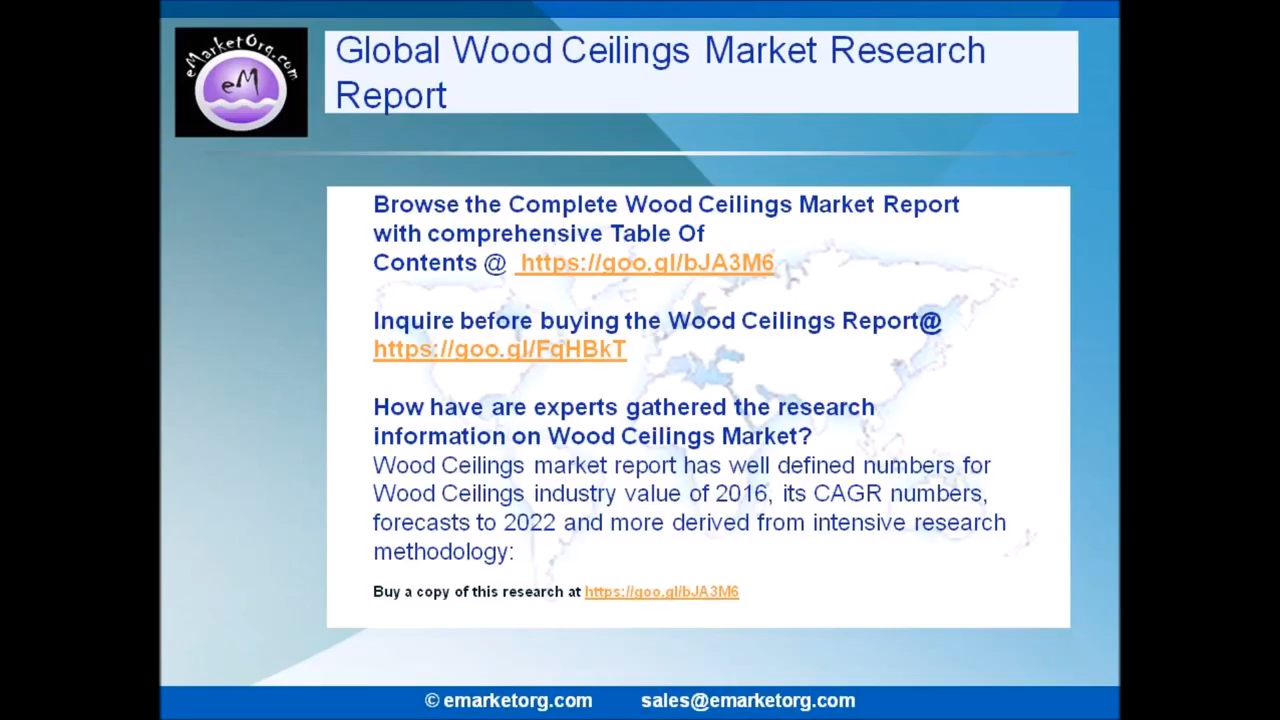 eMarketOrg.com
eM
Global Wood Ceilings Market Research
Report
Browse the Complete Wood Ceilings Market Report
with comprehensive Table Of
Contents @ https://goo.gl/bJA3M6
Inquire before buying the Wood Ceilings Report@
https://goo.gl/FqHBkT
How have are experts gathered the research
information on Wood Ceilings Market?
Wood Ceilings market report has well defined numbers for
Wood Ceilings industry value of 2016, its CAGR numbers,
forecasts to 2022 and more derived from intensive research
methodology:
Buy a copy of this research at https://goo.gl/bJA3M6
© emarketorg.com sales@emarketorg.com